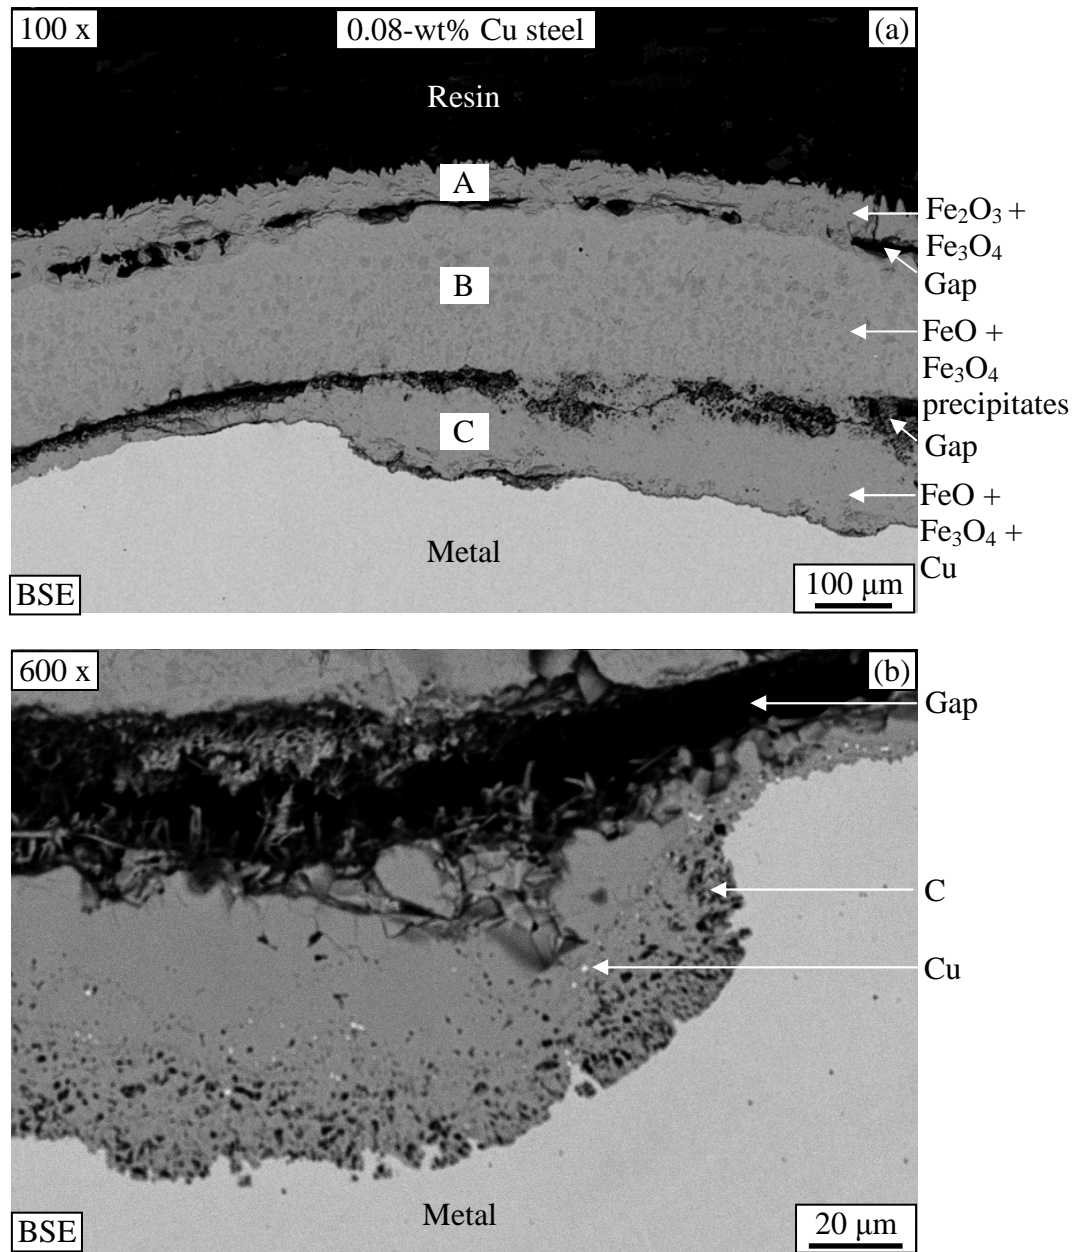 100 x
0.08-wt% Cu steel
(a)
Resin
A
Fe₂O₃ +
Fe₃O₄
Gap
B
FeO +
Fe₃O₄
precipitates
Gap
C
FeO +
Fe₃O₄ +
Cu
Metal
BSE
100 μm
600 x
(b)
Gap
C
Cu
Metal
BSE
20 μm